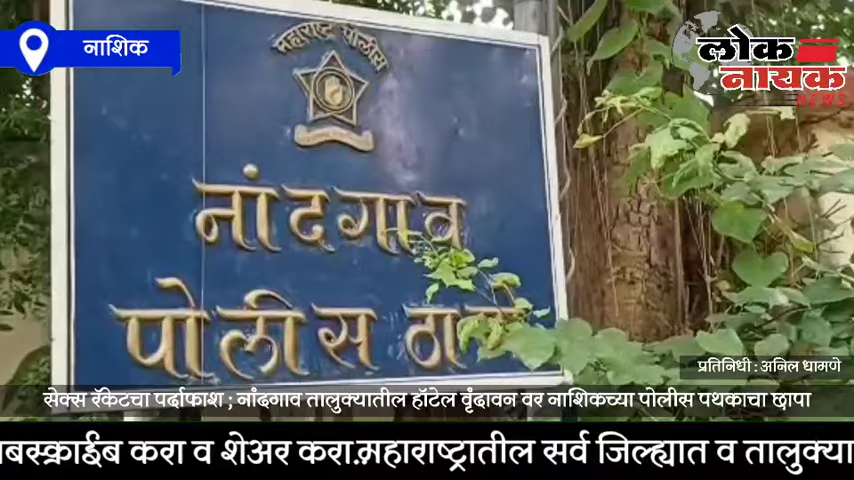 नाशिक
लोक
नायक
NEWS
महाराष्ट्र पोलीस
नांदगाव
पोलीस ठाणे
प्रतिनिधी : अनिल धामणे
सेक्स रॅकेटचा पर्दाफाश ; नांदगाव तालुक्यातील हॉटेल वृंदावन वर नाशिकच्या पोलीस पथकाचा छापा
बस्क्राईब करा व शेअर करा..महाराष्ट्रातील सर्व जिल्ह्यात व तालुक्या